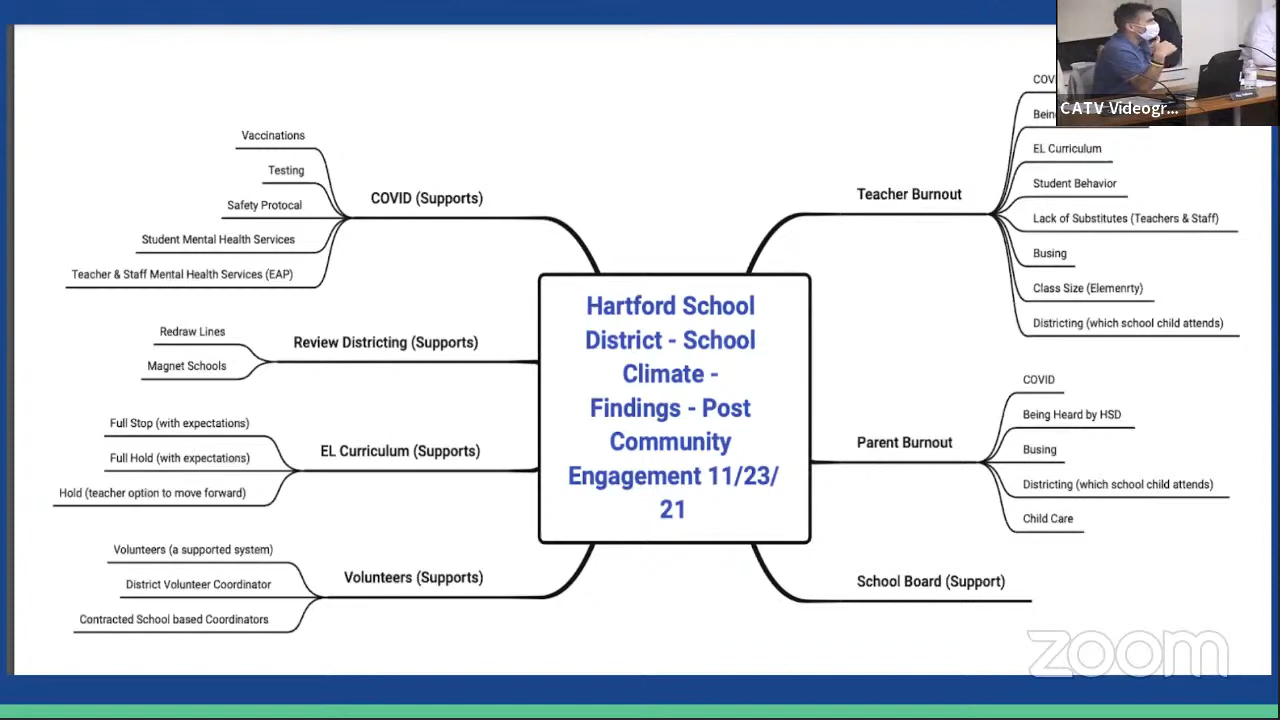 CATV Videogr...
Vaccinations
Testing
Safety Protocal
Student Mental Health Services
Teacher & Staff Mental Health Services (EAP)
COVID (Supports)
Redraw Lines
Magnet Schools
Review Districting (Supports)
Full Stop (with expectations)
Full Hold (with expectations)
Hold (teacher option to move forward)
EL Curriculum (Supports)
Volunteers (a supported system)
District Volunteer Coordinator
Contracted School based Coordinators
Volunteers (Supports)
Hartford School
District - School
Climate -
Findings - Post
Community
Engagement 11/23/
21
Teacher Burnout
EL Curriculum
Student Behavior
Lack of Substitutes (Teachers & Staff)
Busing
Class Size (Elemenrty)
Districting (which school child attends)
Parent Burnout
COVID
Being Heard by HSD
Busing
Districting (which school child attends)
Child Care
School Board (Support)
zoom